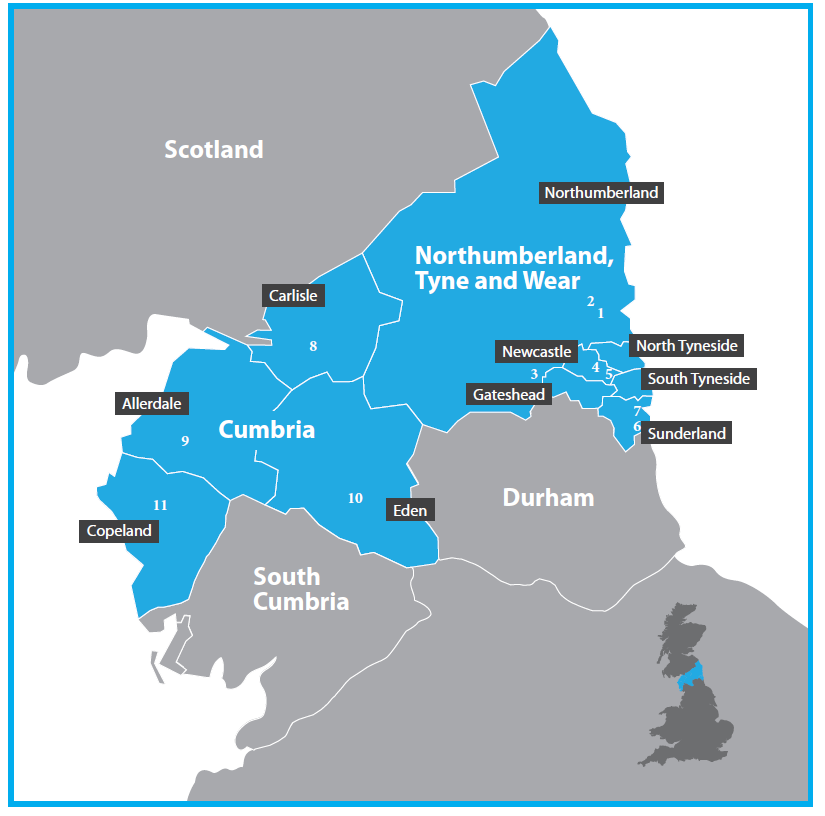 Scotland
Northumberland
Northumberland,
Tyne and Wear
Carlisle
2
1
8
North Tyneside
Newcastle
4
3
5
South Tyneside
Gateshead
Allerdale
7
Cumbria
6
Sunderland
9
10
Durham
11
Eden
Copeland
South
Cumbria